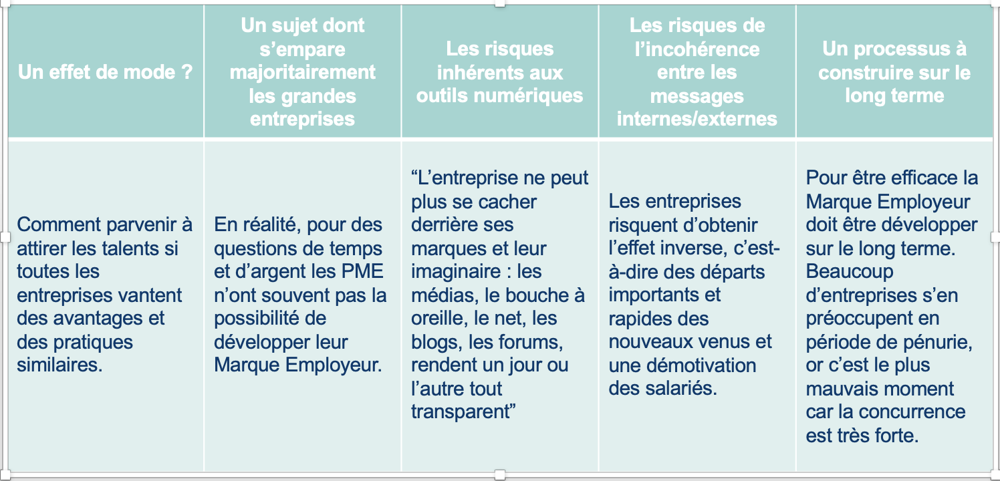 Un effet de mode ?
Un sujet dont
s’empare
majoritairement
les grandes
entreprises
Les risques
inhérents aux
outils numériques
Les risques de
l’incohérence
entre les
messages
internes/externes
Un processus à
construire sur le
long terme
Comment parvenir à
attirer les talents si
toutes les
entreprises vantent
des avantages et
des pratiques
similaires.
En réalité, pour des
questions de temps
et d’argent les PME
n’ont souvent pas la
possibilité de
développer leur
Marque Employeur.
“L’entreprise ne peut
plus se cacher
derrière ses
marques et leur
imaginaire : les
médias, le bouche à
oreille, le net, les
blogs, les forums,
rendent un jour ou
l’autre tout
transparent”
Les entreprises
risquent d’obtenir
l’effet inverse, c’est-
à-dire des départs
importants et
rapides des
nouveaux venus et
une démotivation
des salariés.
Pour être efficace la
Marque Employeur
doit être développer
sur le long terme.
Beaucoup
d’entreprises s’en
préoccupent en
période de pénurie,
or c’est le plus
mauvais moment
car la concurrence
est très forte.